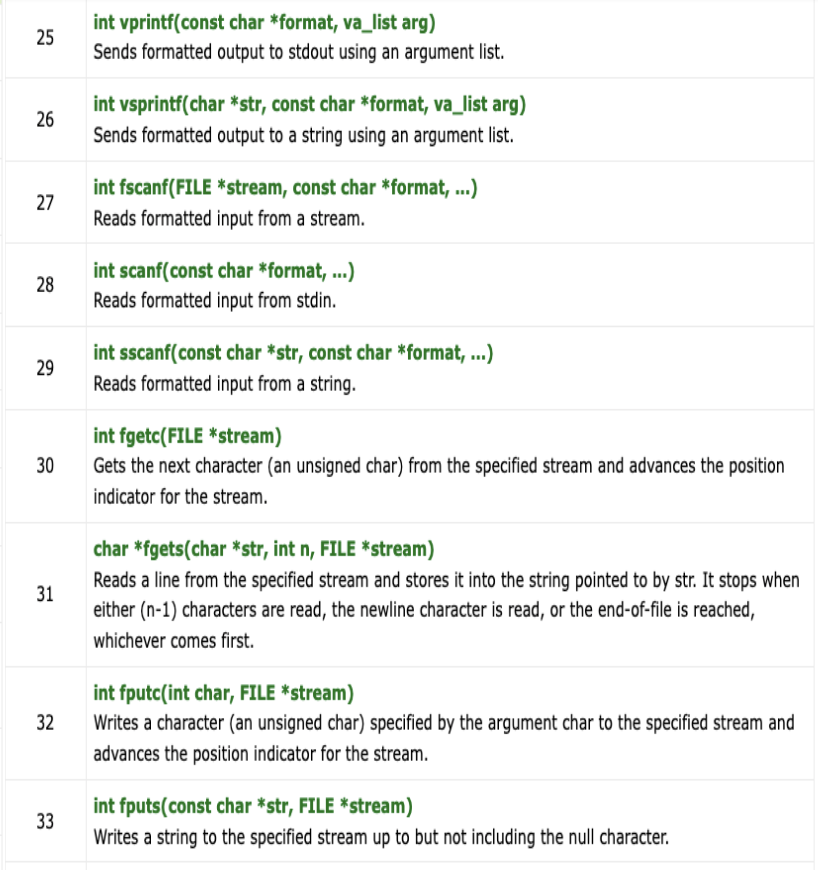 25
int vprintf(const char *format, va_list arg)
Sends formatted output to stdout using an argument list.
26
int vsprintf(char *str, const char *format, va_list arg)
Sends formatted output to a string using an argument list.
27
int fscanf(FILE *stream, const char *format, ...)
Reads formatted input from a stream.
28
int scanf(const char *format, ...)
Reads formatted input from stdin.
29
int sscanf(const char *str, const char *format, ...)
Reads formatted input from a string.
30
int fgetc(FILE *stream)
Gets the next character (an unsigned char) from the specified stream and advances the position
indicator for the stream.
31
char *fgets(char *str, int n, FILE *stream)
Reads a line from the specified stream and stores it into the string pointed to by str. It stops when
either (n-1) characters are read, the newline character is read, or the end-of-file is reached,
whichever comes first.
32
int fputc(int char, FILE *stream)
Writes a character (an unsigned char) specified by the argument char to the specified stream and
advances the position indicator for the stream.
33
int fputs(const char *str, FILE *stream)
Writes a string to the specified stream up to but not including the null character.